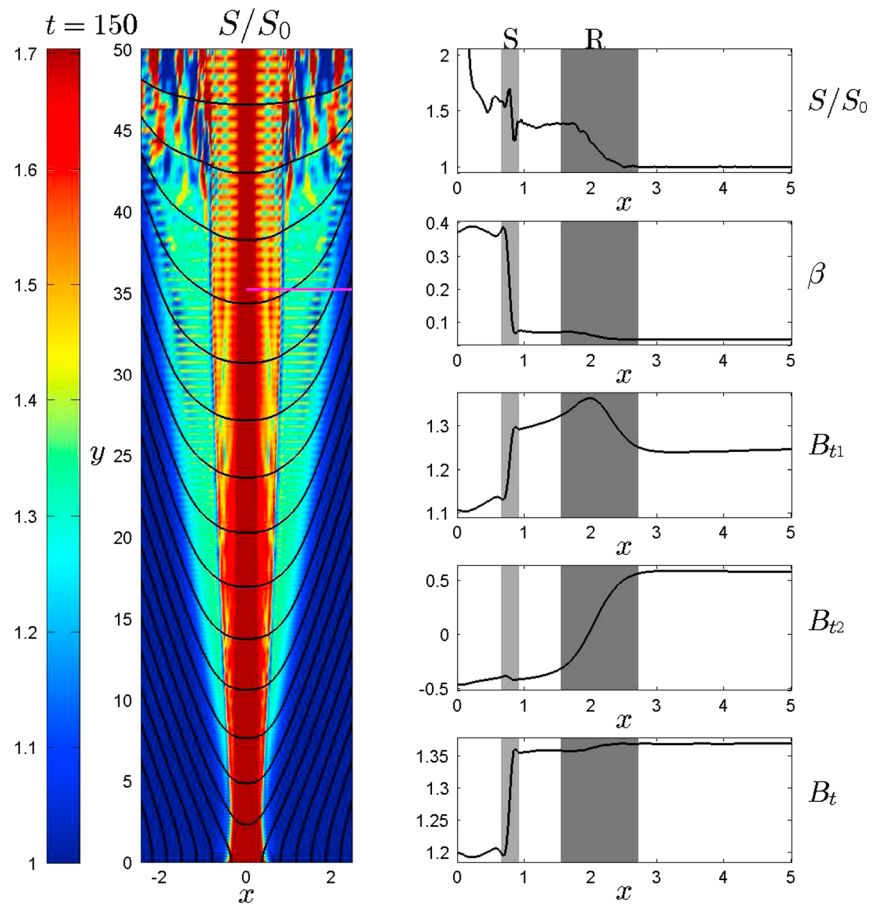 t = 150
S/S₀
1.7
1.6
1.5
1.4
1.3
1.2
1.1
1
50
45
40
35
30
25
20
15
10
5
0
y
-2 0 2
x
S R
2
1.5
1
0 1 2 3 4 5
x
S/S₀
0.4
0.3
0.2
0.1
0 1 2 3 4 5
x
β
1.3
1.2
1.1
0 1 2 3 4 5
x
Bₜ₁
0.5
0
-0.5
0 1 2 3 4 5
x
Bₜ₂
1.35
1.3
1.25
1.2
0 1 2 3 4 5
x
Bₜ